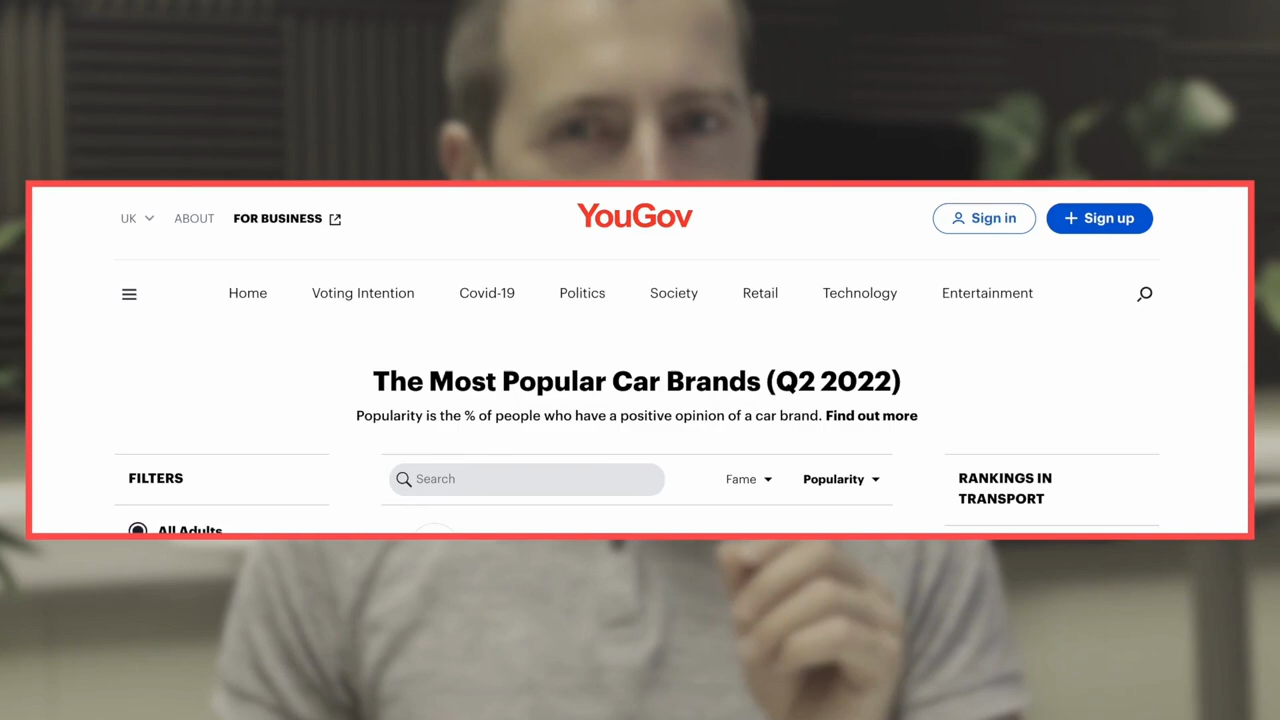 UK ABOUT FOR BUSINESS
YouGov
Sign in
+ Sign up
Home Voting Intention Covid-19 Politics Society Retail Technology Entertainment
The Most Popular Car Brands (Q2 2022)
Popularity is the % of people who have a positive opinion of a car brand. Find out more
FILTERS
Search
Fame
Popularity
RANKINGS IN
TRANSPORT
All Adults